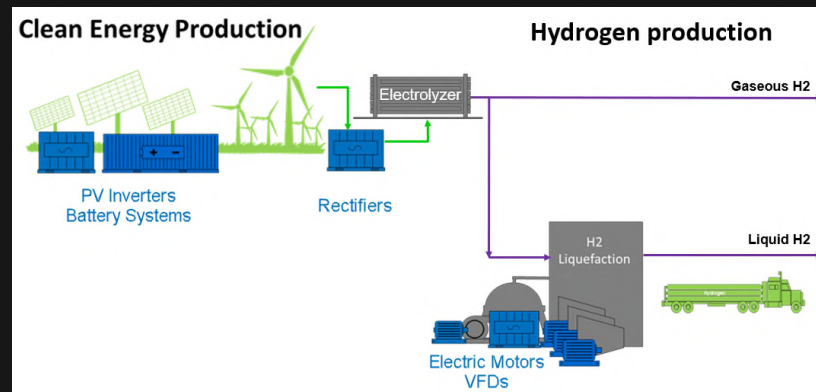 Clean Energy Production
Hydrogen production
Electrolyzer
Gaseous H2
PV Inverters
Battery Systems
Rectifiers
H2
Liquefaction
Liquid H2
Hydrogen
Electric Motors
VFDs